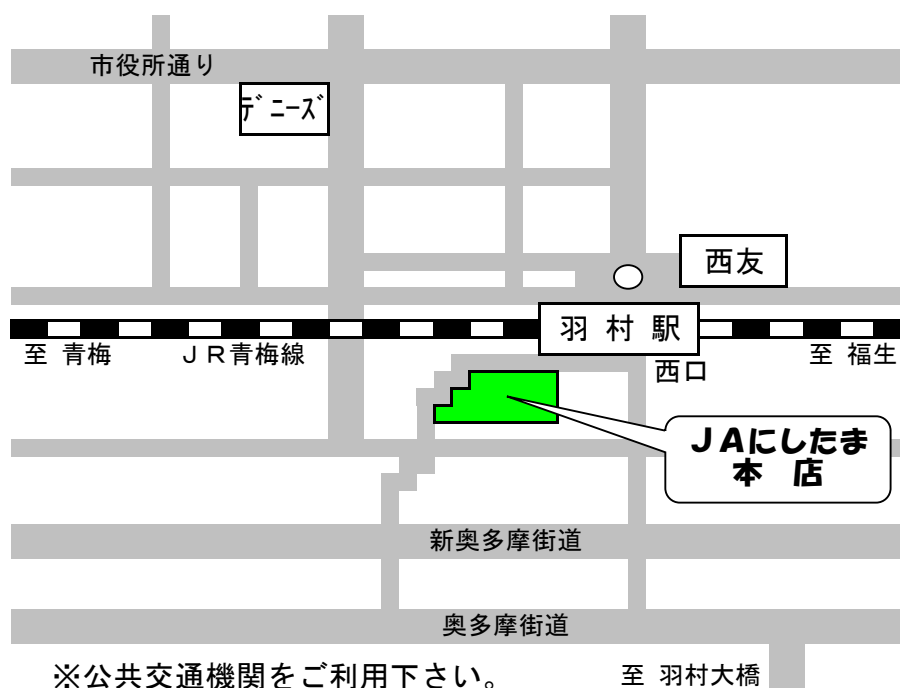 市役所通り
ﾃﾞﾆｰｽﾞ
西友
羽 村 駅
至 青梅
ＪＲ青梅線
至 福生
西口
ＪＡにしたま
本 店
新奥多摩街道
奥多摩街道
※公共交通機関をご利用下さい。
至 羽村大橋